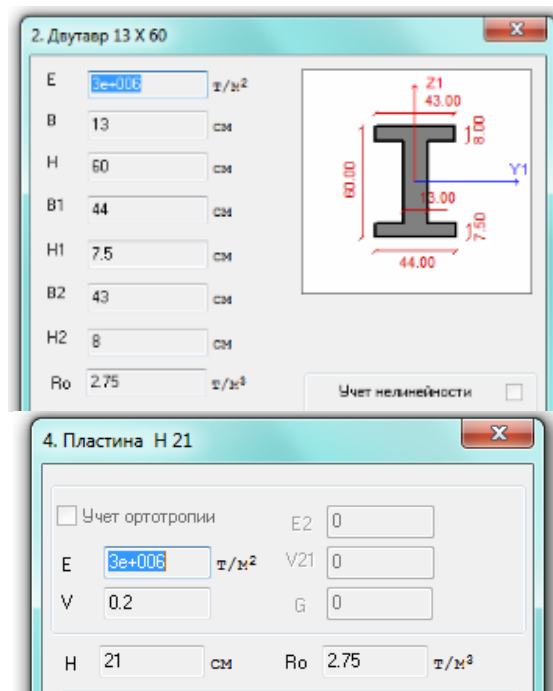 2. Двутавр 13 X 60
E 3e+006 т/м²
B 13 см
H 60 см
B1 44 см
H1 7.5 см
B2 43 см
H2 8 см
Ro 2.75 т/м³
Z1
43.00
8.00
60.00
Y1
13.00
7.50
44.00
Учет нелинейности
4. Пластина H 21
Учет ортотропии
E2 0
E 3e+006 т/м²
V21 0
V 0.2
G 0
H 21 см
Ro 2.75 т/м³